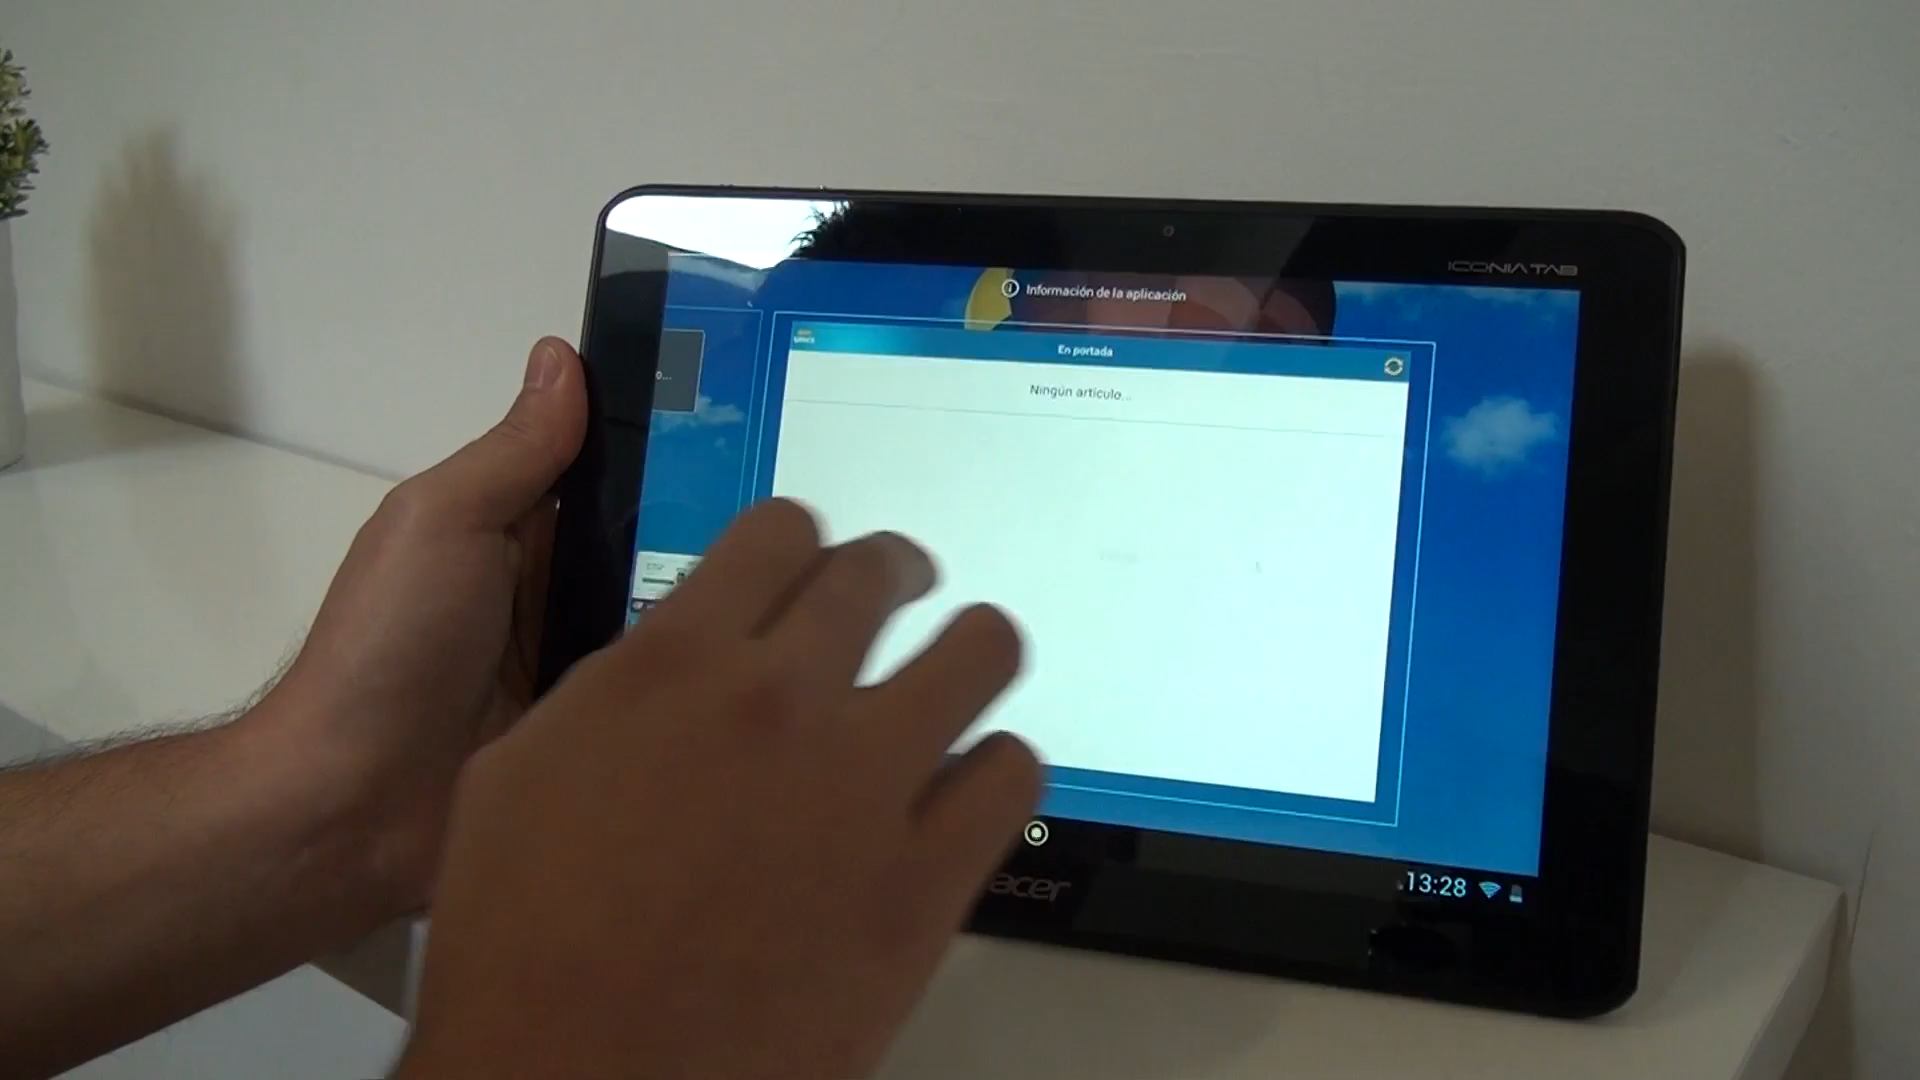 ICONIA TAB
Información de la aplicación
En portada
Ningún artículo...
o...
acer
13:28